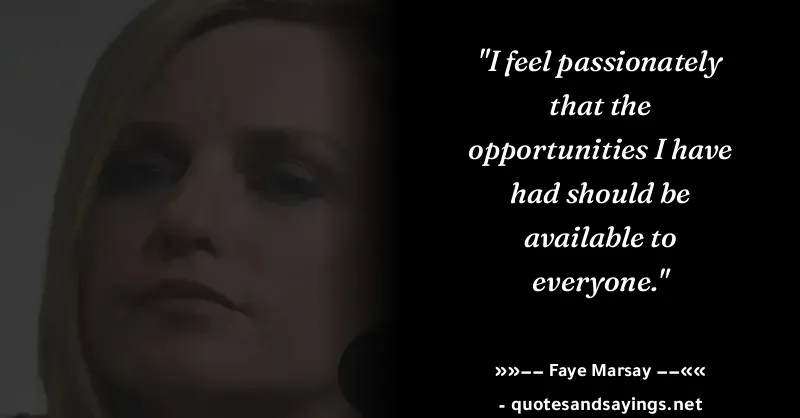 "I feel passionately
that the
opportunities I have
had should be
available to
everyone."
»»–– Faye Marsay ––««
- quotesandsayings.net